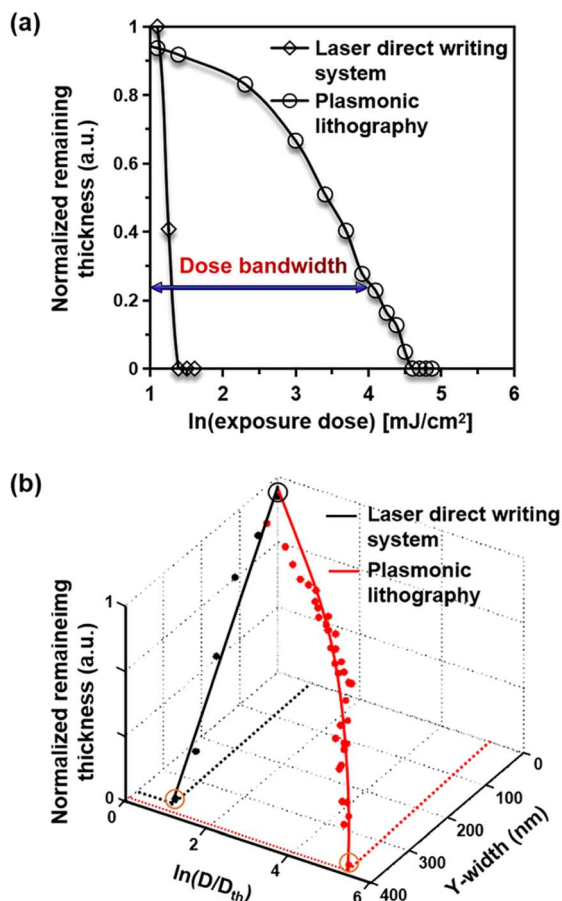 (a)
Normalized remaining
thickness (a.u.)
1
0.8
0.6
0.4
0.2
0
Laser direct writing
system
Plasmonic
lithography
Dose bandwidth
1
2
3
4
5
6
ln(exposure dose) [mJ/cm²]
(b)
Normalized remaineimg
thickness (a.u.)
Laser direct writing
system
Plasmonic
lithography
1
0
0
2
4
6
ln(D/Dth)
0
100
200
300
400
Y-width (nm)